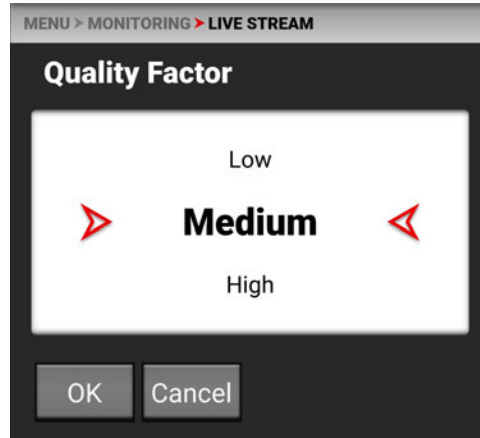 MENU > MONITORING > LIVE STREAM
Quality Factor
Low
Medium
High
OK Cancel